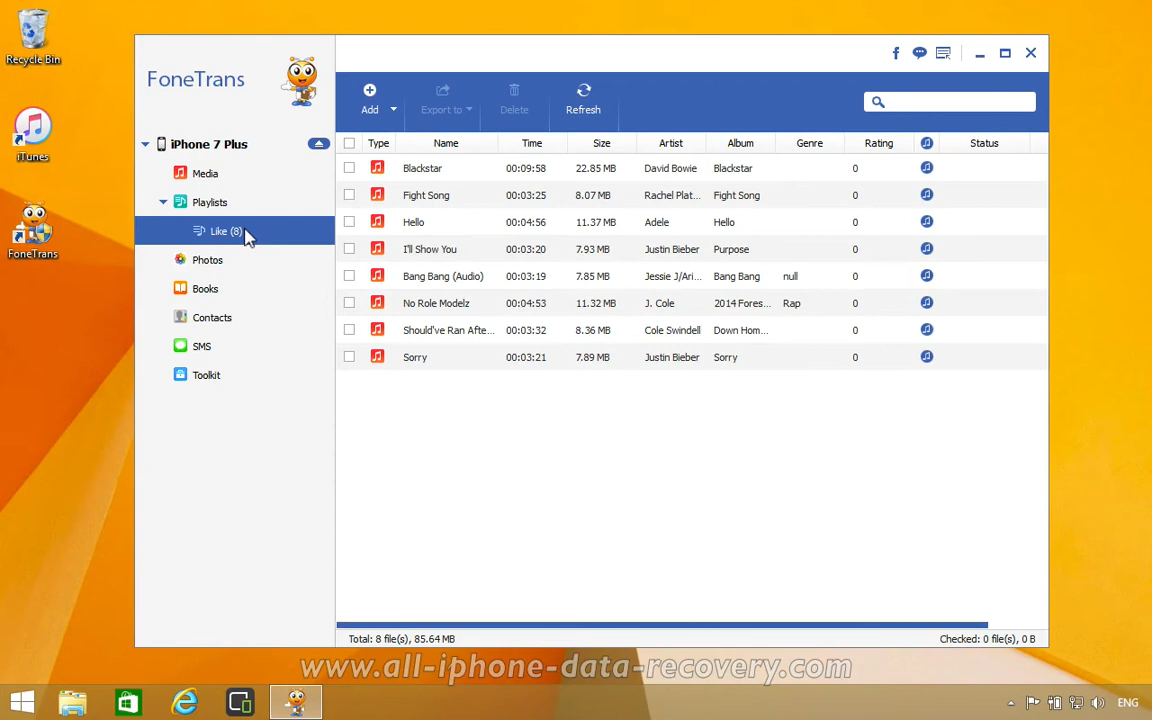 Recycle Bin
iTunes
FoneTrans
FoneTrans
iPhone 7 Plus
Media
Playlists
Like (8)
Photos
Books
Contacts
SMS
Toolkit
Add Export to Delete Refresh
Type Name Time Size Artist Album Genre Rating Status
Blackstar 00:09:58 22.85 MB David Bowie Blackstar 0
Fight Song 00:03:25 8.07 MB Rachel Plat... Fight Song 0
Hello 00:04:56 11.37 MB Adele Hello 0
I'll Show You 00:03:20 7.93 MB Justin Bieber Purpose 0
Bang Bang (Audio) 00:03:19 7.85 MB Jessie J/Ari... Bang Bang null 0
No Role Modelz 00:04:53 11.32 MB J. Cole 2014 Fores... Rap 0
Should've Ran Afte... 00:03:32 8.36 MB Cole Swindell Down Hom... 0
Sorry 00:03:21 7.89 MB Justin Bieber Sorry 0
Total: 8 file(s), 85.64 MB Checked: 0 file(s), 0 B
www.all-iphone-data-recovery.com
ENG